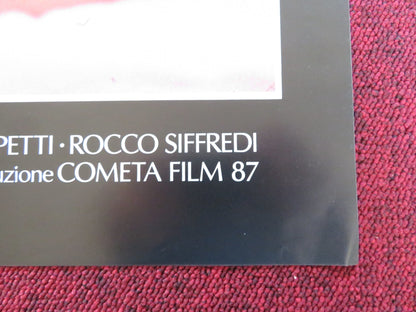 PETTI · ROCCO SIFFREDI
uzione COMETA FILM 87